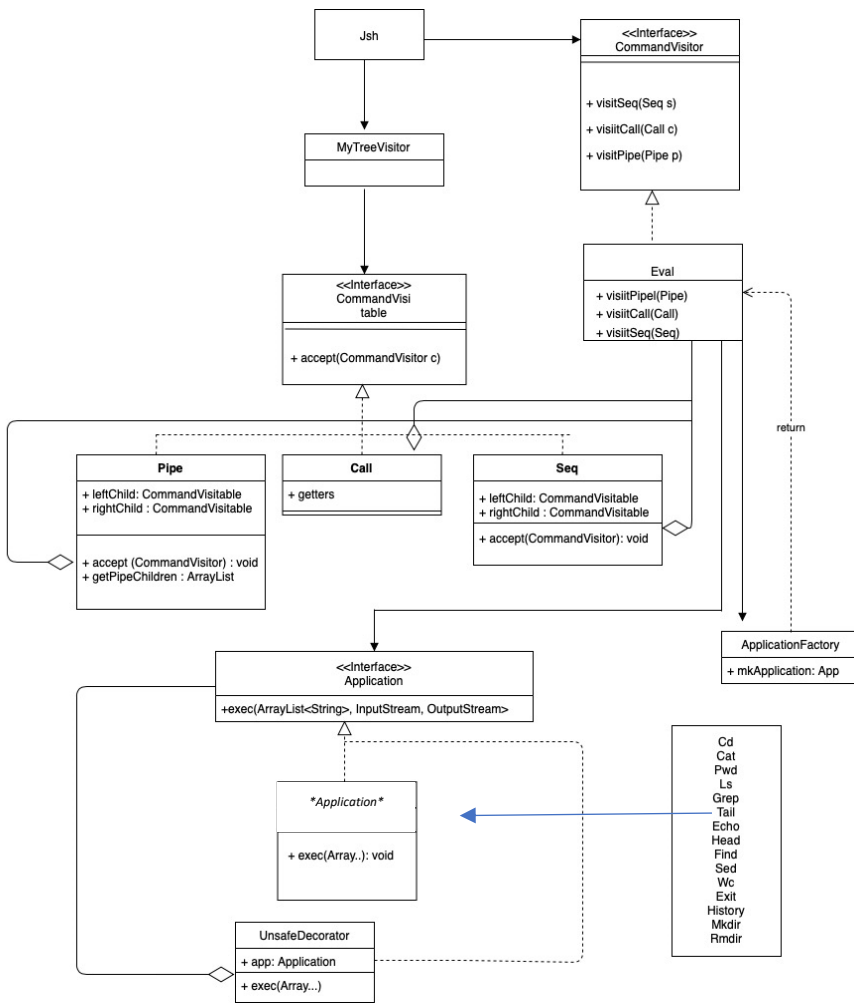 Jsh
<<Interface>>
CommandVisitor
+ visitSeq(Seq s)
+ visiitCall(Call c)
+ visitPipe(Pipe p)
MyTreeVisitor
<<Interface>>
CommandVisi
table
+ accept(CommandVisitor c)
Eval
+ visiitPipel(Pipe)
+ visiitCall(Call)
+ visiitSeq(Seq)
return
Pipe
+ leftChild: CommandVisitable
+ rightChild : CommandVisitable
+ accept (CommandVisitor) : void
+ getPipeChildren : ArrayList
Call
+ getters
Seq
+ leftChild: CommandVisitable
+ rightChild : CommandVisitable
+ accept(CommandVisitor): void
ApplicationFactory
+ mkApplication: App
<<Interface>>
Application
+exec(ArrayList<String>, InputStream, OutputStream>
*Application*
+ exec(Array..): void
Cd
Cat
Pwd
Ls
Grep
Tail
Echo
Head
Find
Sed
Wc
Exit
History
Mkdir
Rmdir
UnsafeDecorator
+ app: Application
+ exec(Array...)